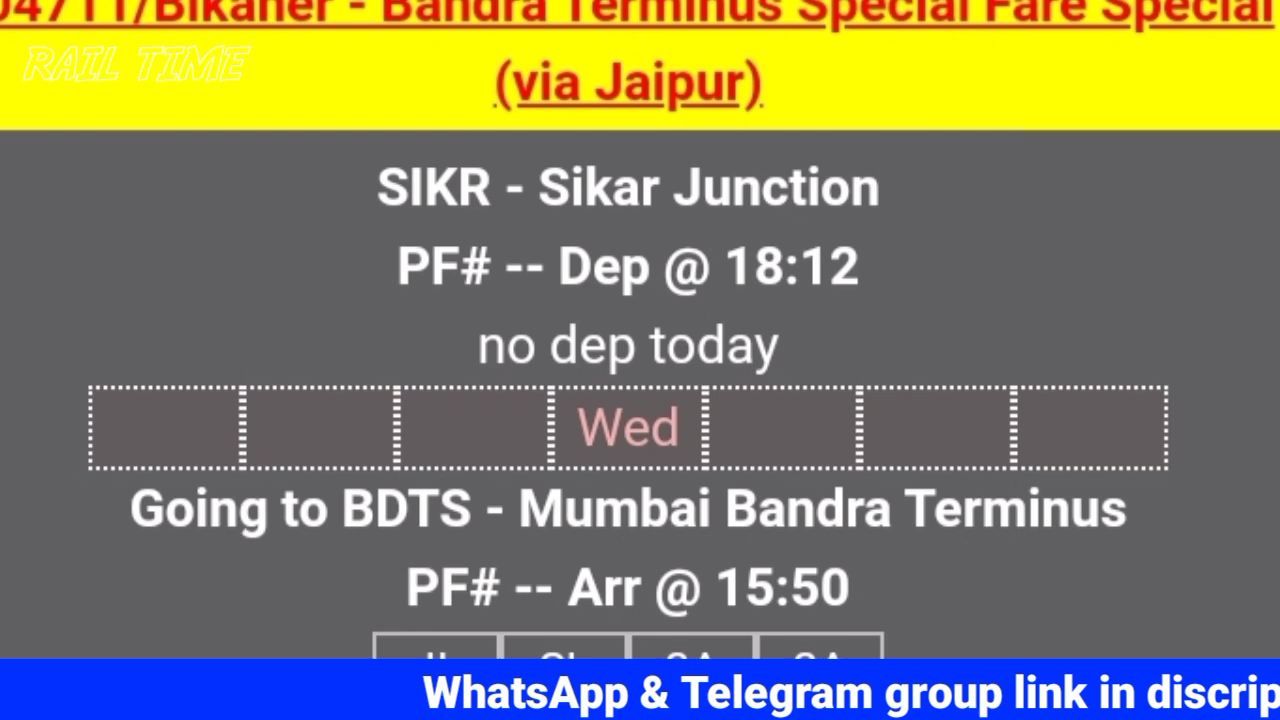 04711/Bikaner - Bandra Terminus Special Fare Special
RAIL TIME
(via Jaipur)
SIKR - Sikar Junction
PF# -- Dep @ 18:12
no dep today
Wed
Going to BDTS - Mumbai Bandra Terminus
PF# -- Arr @ 15:50
WhatsApp & Telegram group link in discrip